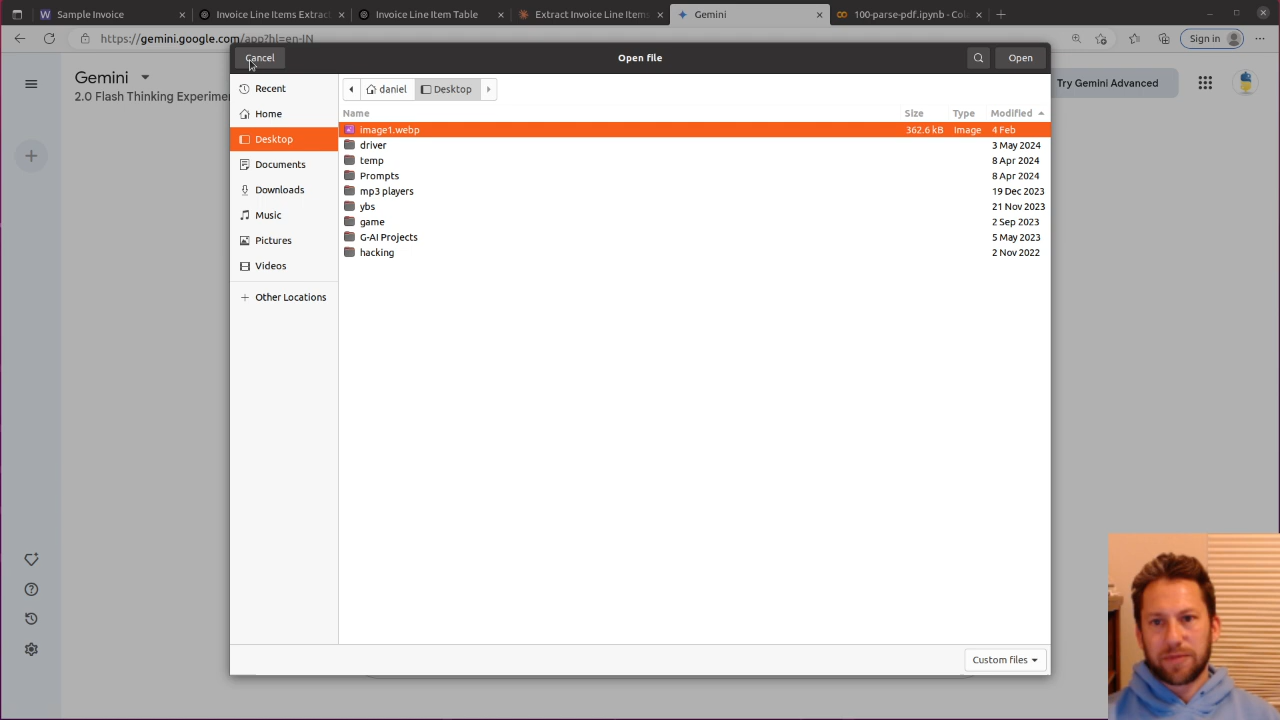 Sample Invoice
Invoice Line Items Extrac
Invoice Line Item Table
Extract Invoice Line Items
Gemini
100-parse-pdf.ipynb - Cola
https://gemini.google.com/app?hl=en-IN
Sign in
Gemini
2.0 Flash Thinking Experimen
Try Gemini Advanced
Cancel
Open file
Open
Recent
Home
Desktop
Documents
Downloads
Music
Pictures
Videos
Other Locations
daniel
Desktop
Name Size Type Modified
image1.webp 362.6 kB Image 4 Feb
driver 3 May 2024
temp 8 Apr 2024
Prompts 8 Apr 2024
mp3 players 19 Dec 2023
ybs 21 Nov 2023
game 2 Sep 2023
G-AI Projects 5 May 2023
hacking 2 Nov 2022
Custom files